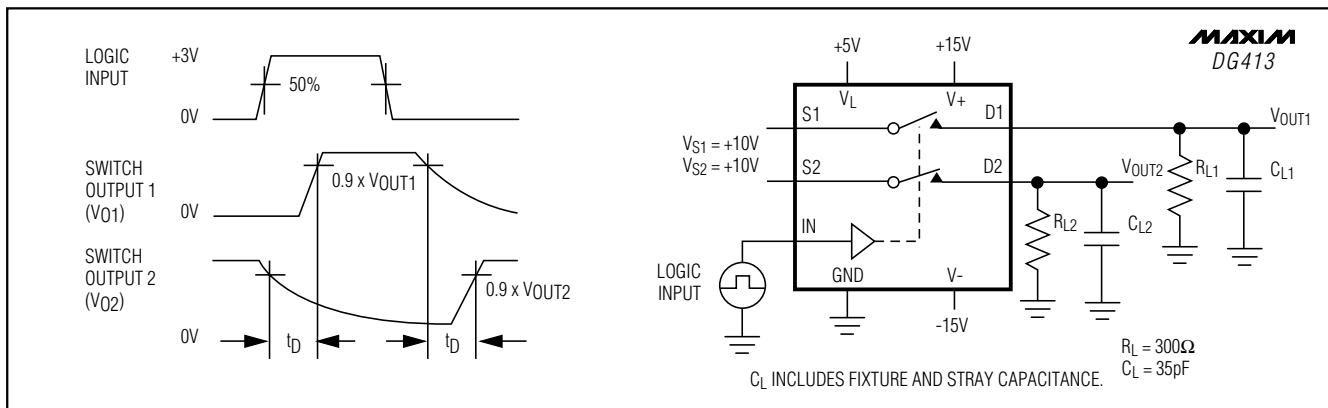 LOGIC
INPUT
+3V
50%
0V
SWITCH
OUTPUT 1
(VO1)
0.9 x VOUT1
0V
SWITCH
OUTPUT 2
(VO2)
0.9 x VOUT2
0V
tD
tD
+5V
+15V
MAXIM
DG413
VL
V+
S1
D1
VOUT1
VS1 = +10V
VS2 = +10V
S2
D2
VOUT2
RL1
CL1
IN
RL2
CL2
LOGIC
INPUT
GND
V-
-15V
RL = 300Ω
CL = 35pF
CL INCLUDES FIXTURE AND STRAY CAPACITANCE.